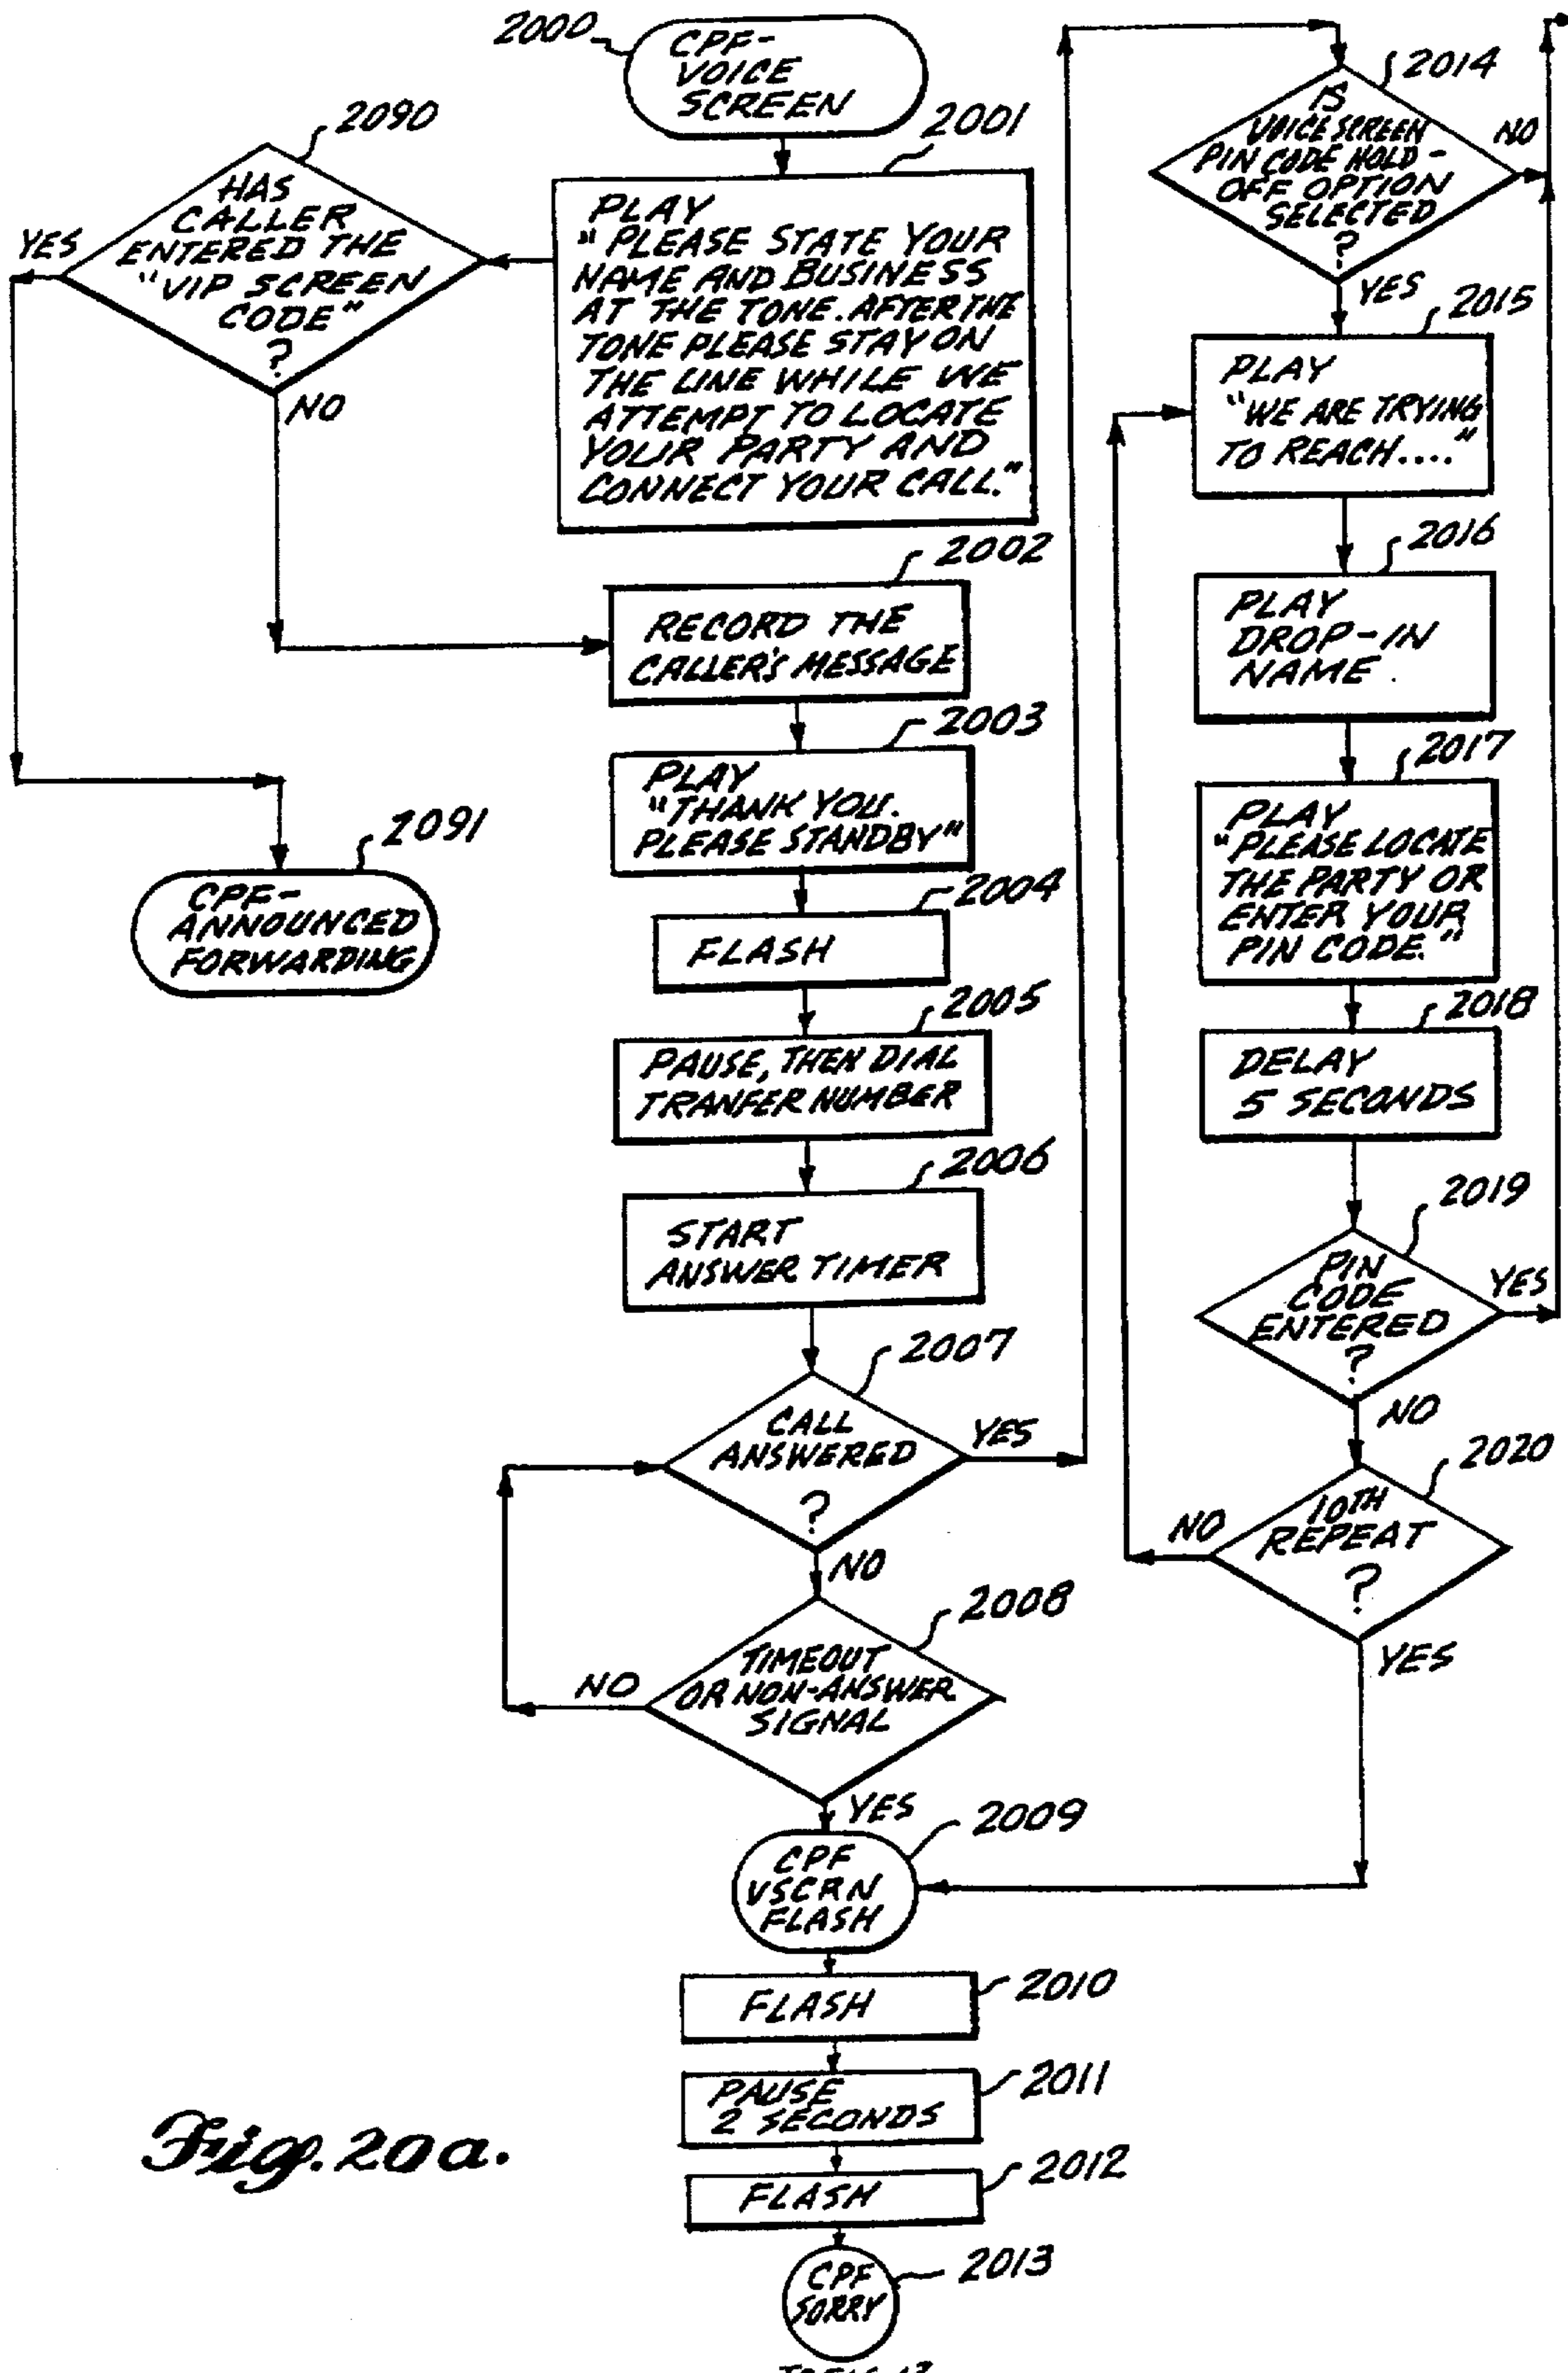 2000
CPF-
VOICE
SCREEN
2090
HAS
CALLER
ENTERED THE
"VIP SCREEN
CODE"
?
YES
NO
2001
PLAY
"PLEASE STATE YOUR
NAME AND BUSINESS
AT THE TONE. AFTER THE
TONE PLEASE STAY ON
THE LINE WHILE WE
ATTEMPT TO LOCATE
YOUR PARTY AND
CONNECT YOUR CALL."
2002
RECORD THE
CALLER'S MESSAGE
2003
PLAY
"THANK YOU.
PLEASE STANDBY"
2091
CPF-
ANNOUNCED
FORWARDING
2004
FLASH
2005
PAUSE, THEN DIAL
TRANFER NUMBER
2006
START
ANSWER TIMER
2007
CALL
ANSWERED
?
YES
NO
2008
TIMEOUT
OR NON-ANSWER
SIGNAL
NO
YES
2009
CPF
VSCRN
FLASH
2010
FLASH
2011
PAUSE
2 SECONDS
2012
FLASH
2013
CPF
SORRY
2014
IS
VOICE SCREEN
PIN CODE HOLD-
OFF OPTION
SELECTED
?
NO
YES
2015
PLAY
"WE ARE TRYING
TO REACH...."
2016
PLAY
DROP-IN
NAME.
2017
PLAY
"PLEASE LOCATE
THE PARTY OR
ENTER YOUR
PIN CODE."
2018
DELAY
5 SECONDS
2019
PIN
CODE
ENTERED
?
YES
NO
2020
10TH
REPEAT
?
NO
YES
Fig. 20a.